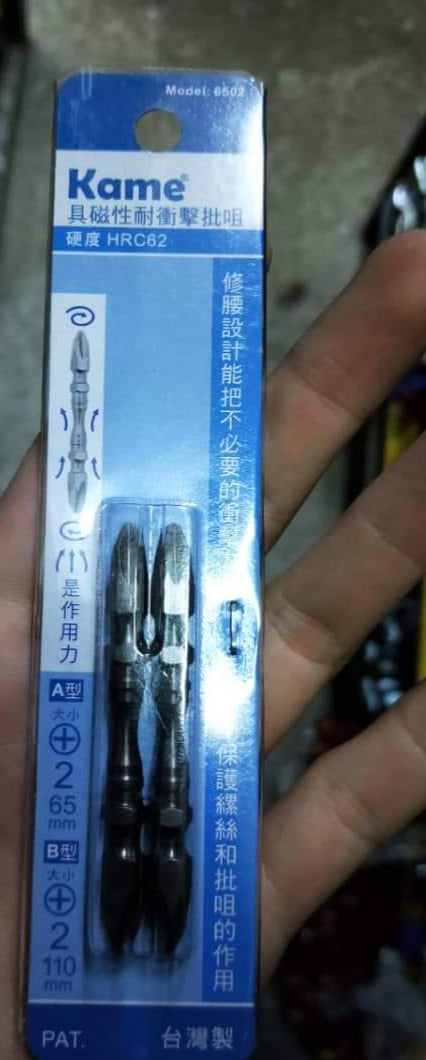 Model: 6502
Kame®
具磁性耐衝擊批咀
硬度 HRC62
修腰設計能把不必要的衝
保護縲絲和批咀的作用
是作用力
A型
大小
2
65
mm
B型
大小
2
110
mm
PAT.
台灣製